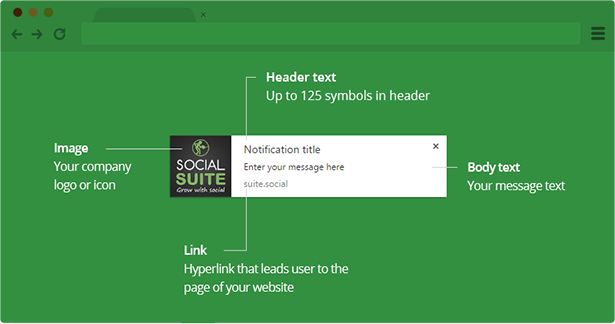 Header text
Up to 125 symbols in header
Image
Your company
logo or icon
SOCIAL
SUITE
Grow with social
Notification title
Enter your message here
suite.social
Body text
Your message text
Link
Hyperlink that leads user to the
page of your website